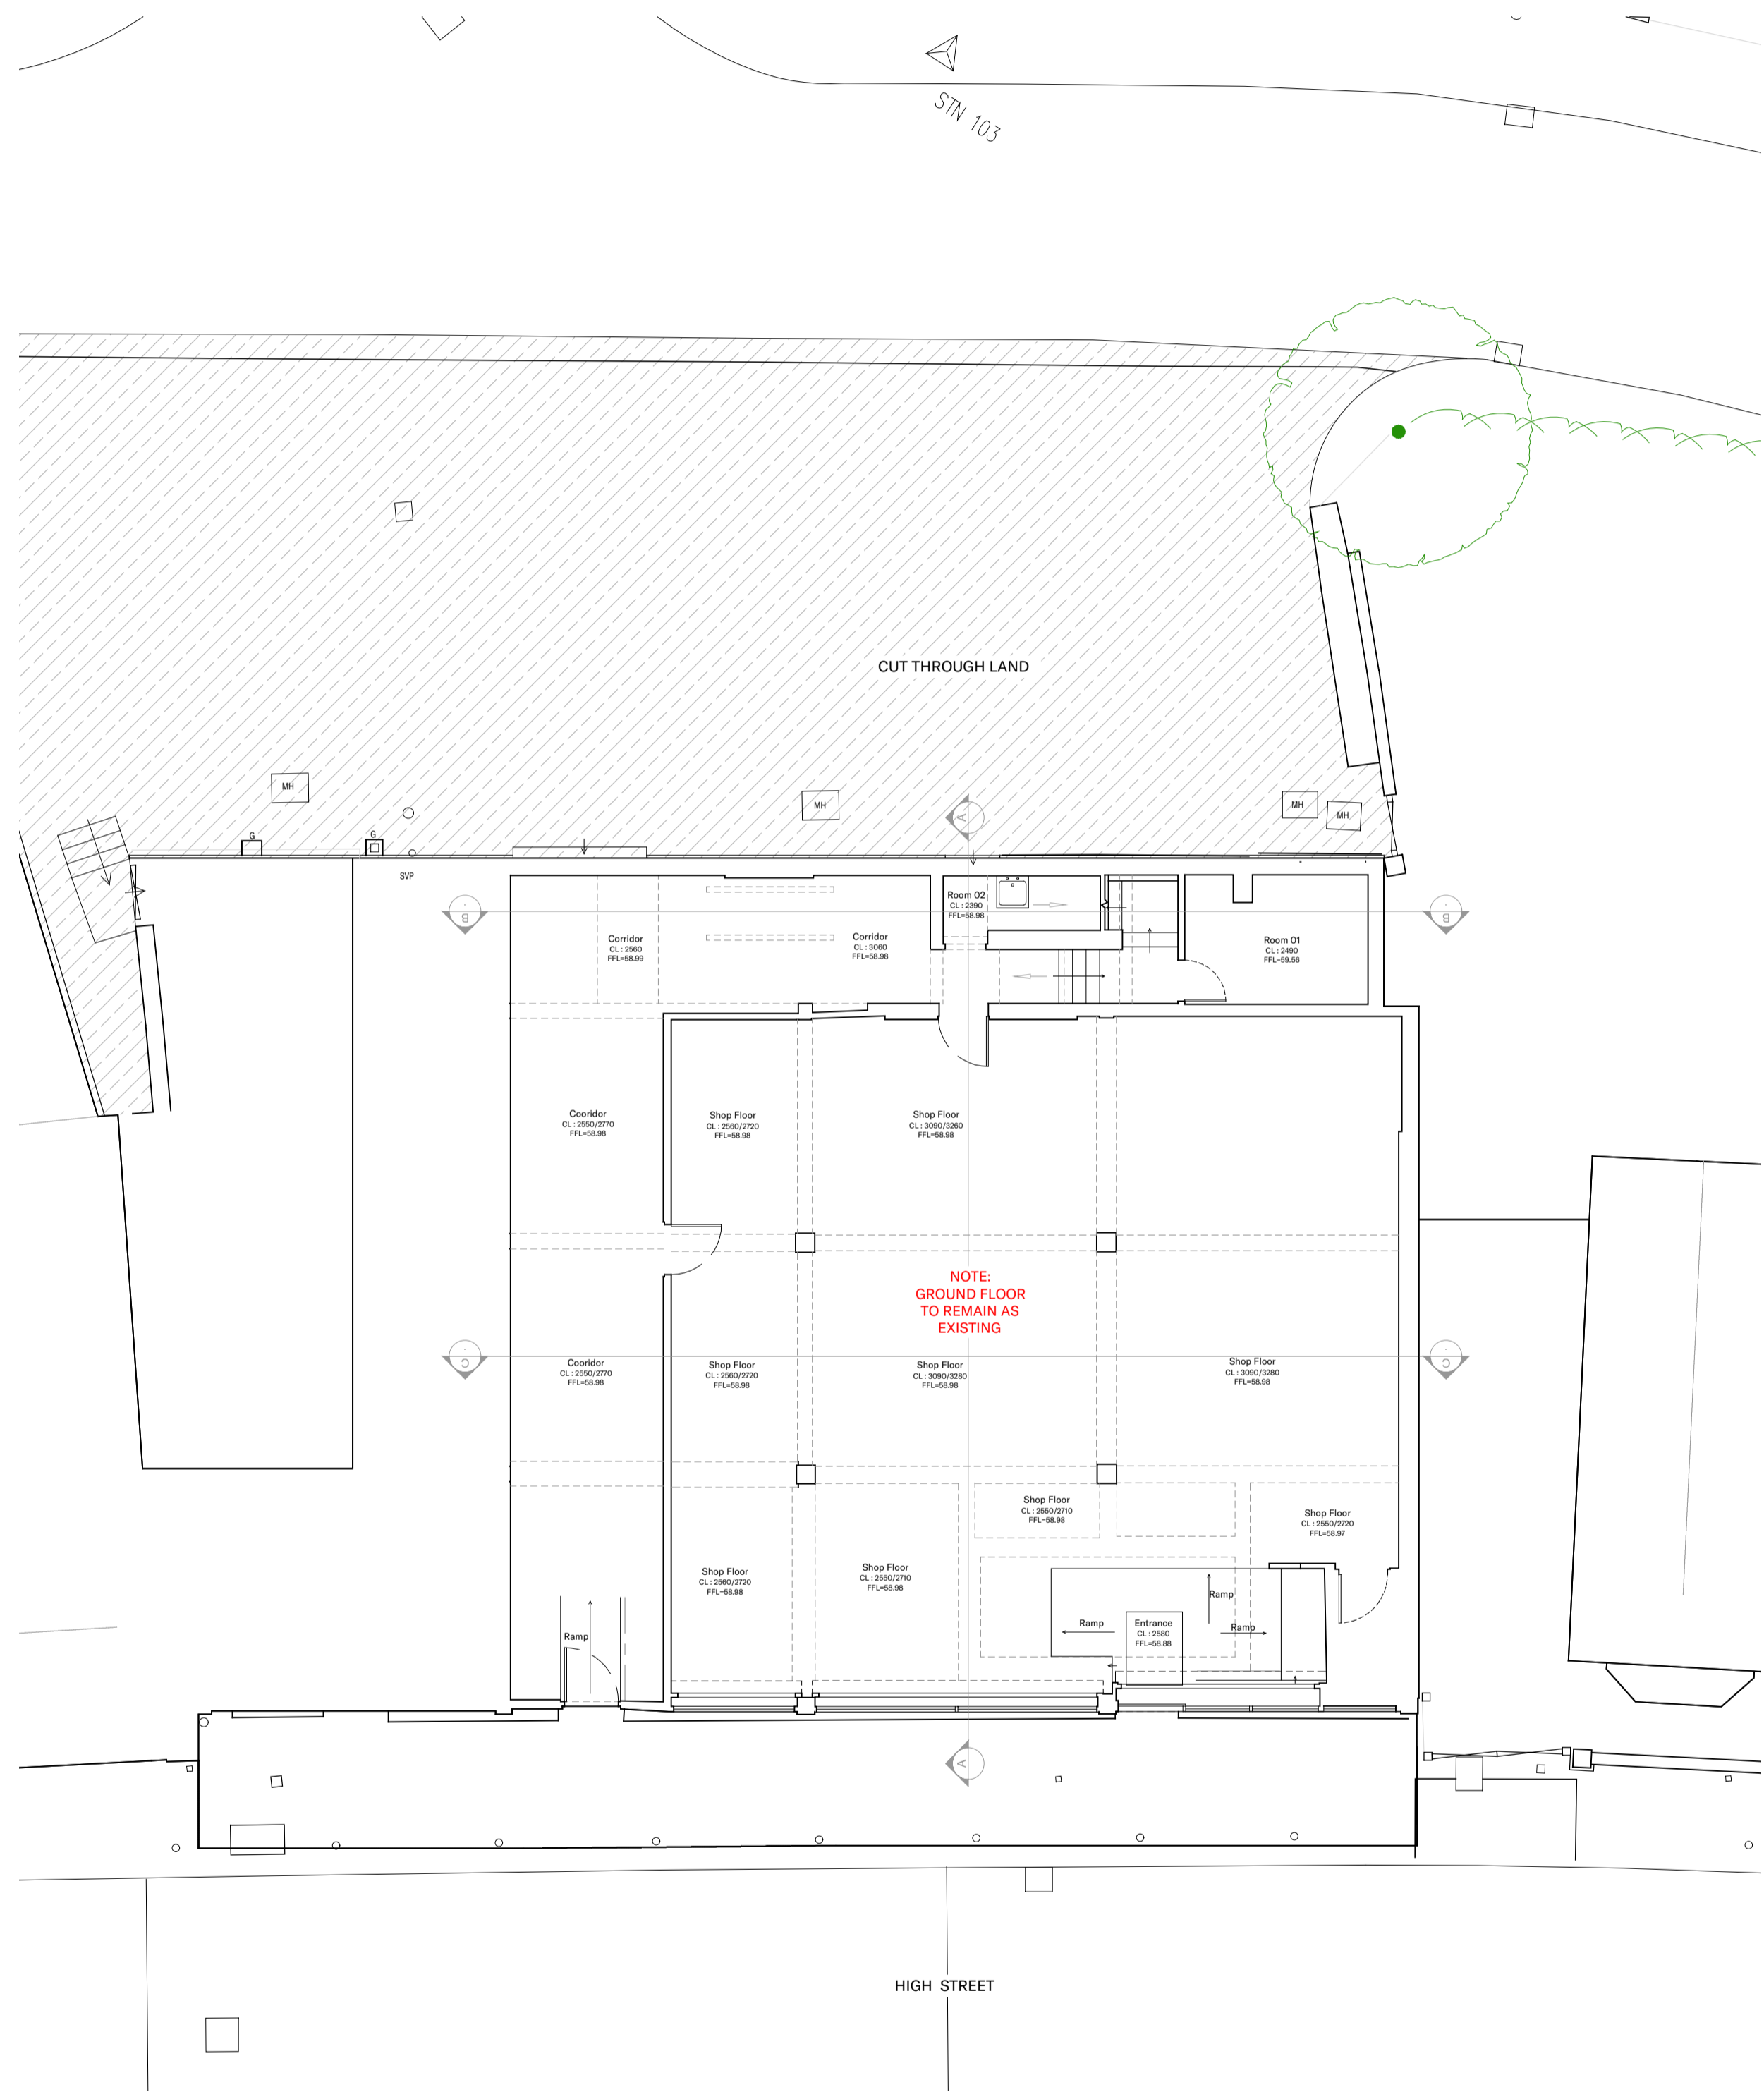 STN 103
CUT THROUGH LAND
MH
MH
MH
MH
G
G
SVP
A
B
B
Room 02
CL : 2390
FFL=58.98
Corridor
CL : 2560
FFL=58.99
Corridor
CL : 3060
FFL=58.98
Room 01
CL : 2490
FFL=59.56
Cooridor
CL : 2550/2770
FFL=58.98
Shop Floor
CL : 2560/2720
FFL=58.98
Shop Floor
CL : 3090/3260
FFL=58.98
NOTE:
GROUND FLOOR
TO REMAIN AS
EXISTING
C
C
Cooridor
CL : 2550/2770
FFL=58.98
Shop Floor
CL : 2560/2720
FFL=58.98
Shop Floor
CL : 3090/3280
FFL=58.98
Shop Floor
CL : 3090/3280
FFL=58.98
Shop Floor
CL : 2550/2710
FFL=58.98
Shop Floor
CL : 2550/2720
FFL=58.97
Shop Floor
CL : 2560/2720
FFL=58.98
Shop Floor
CL : 2550/2710
FFL=58.98
Ramp
Ramp
Entrance
CL : 2580
FFL=58.88
Ramp
Ramp
A
HIGH STREET